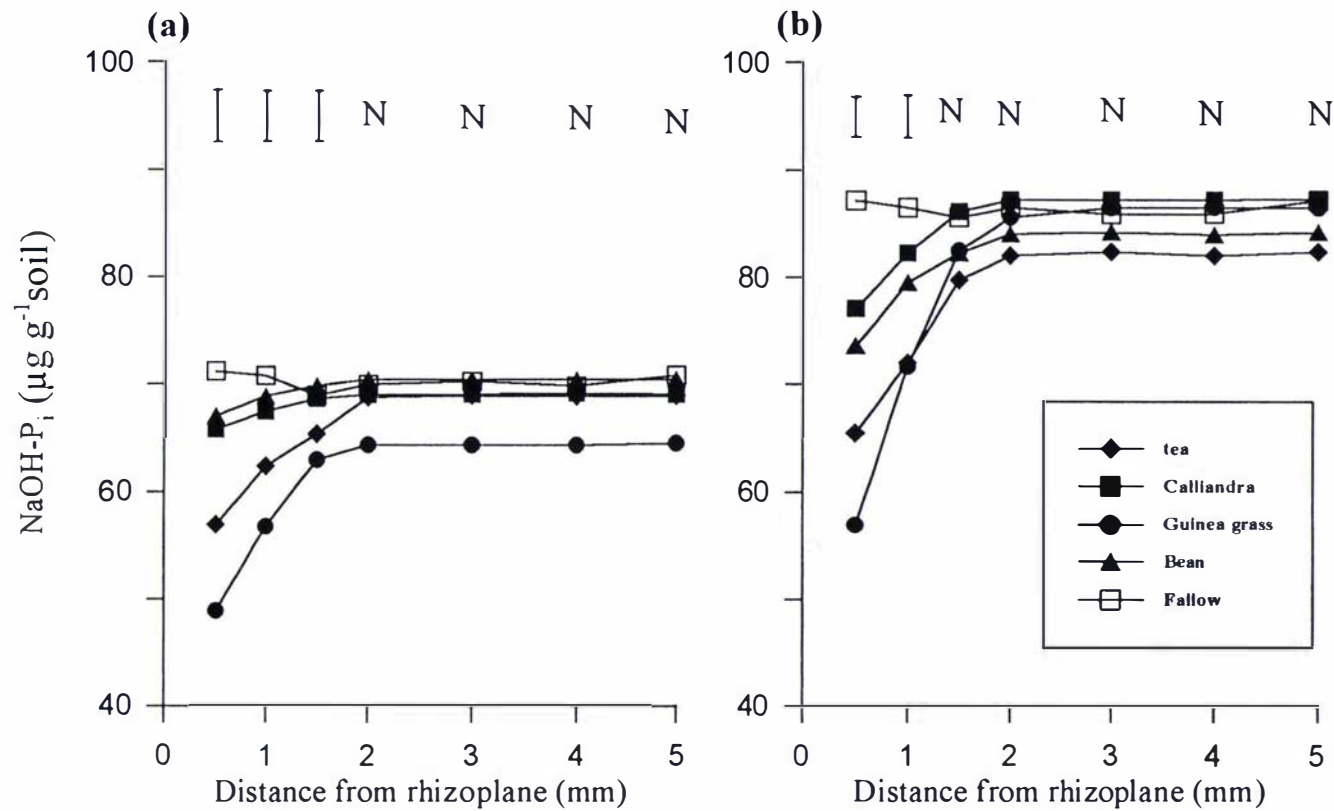 (a)
(b)
100
80
60
40
NaOH-Pᵢ (µg g⁻¹soil)
N N N N
0 1 2 3 4 5
Distance from rhizoplane (mm)
100
80
60
40
N N N N N
0 1 2 3 4 5
Distance from rhizoplane (mm)
tea
Calliandra
Guinea grass
Bean
Fallow